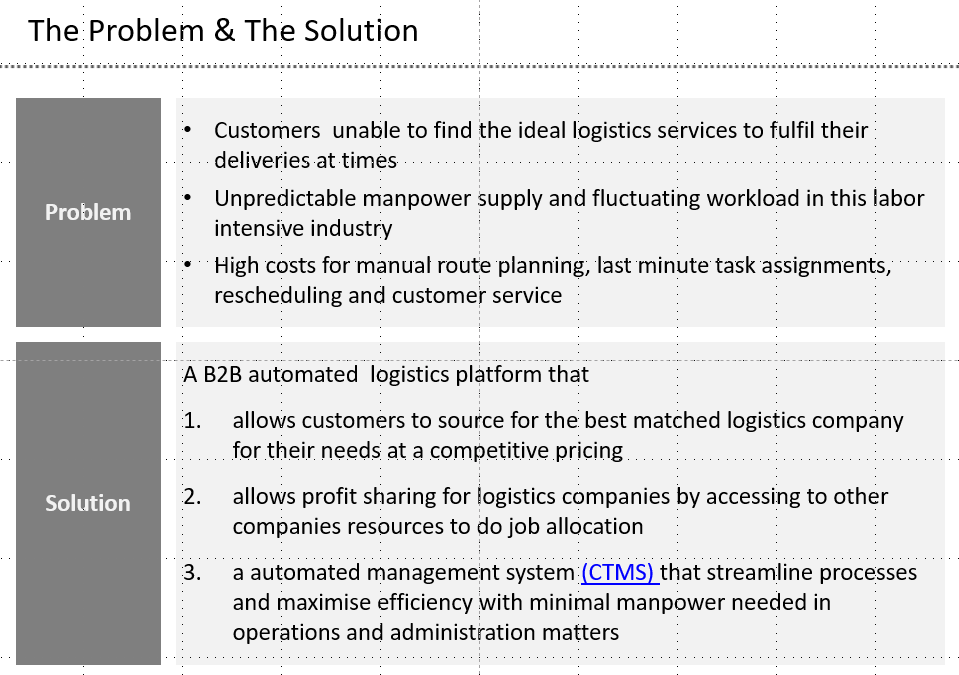 The Problem & The Solution
Problem
• Customers  unable to find the ideal logistics services to fulfil their
deliveries at times
• Unpredictable manpower supply and fluctuating workload in this labor
intensive industry
• High costs for manual route planning, last minute task assignments,
rescheduling and customer service
Solution
A B2B automated  logistics platform that
1. allows customers to source for the best matched logistics company
for their needs at a competitive pricing
2. allows profit sharing for logistics companies by accessing to other
companies resources to do job allocation
3. a automated management system (CTMS) that streamline processes
and maximise efficiency with minimal manpower needed in
operations and administration matters